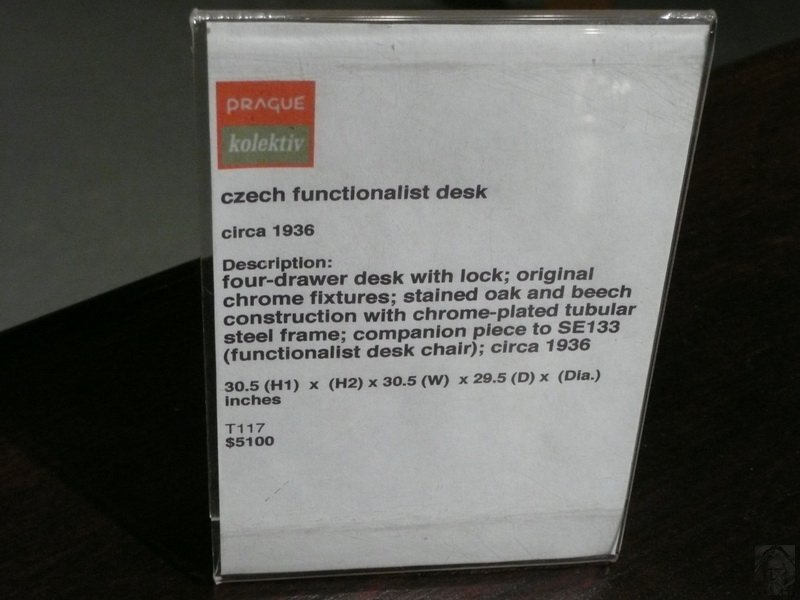 PRAGUE
kolektiv
czech functionalist desk
circa 1936
Description:
four-drawer desk with lock; original
chrome fixtures; stained oak and beech
construction with chrome-plated tubular
steel frame; companion piece to SE133
(functionalist desk chair); circa 1936
30.5 (H1) x (H2) x 30.5 (W) x 29.5 (D) x (Dia.)
inches
T117
$5100